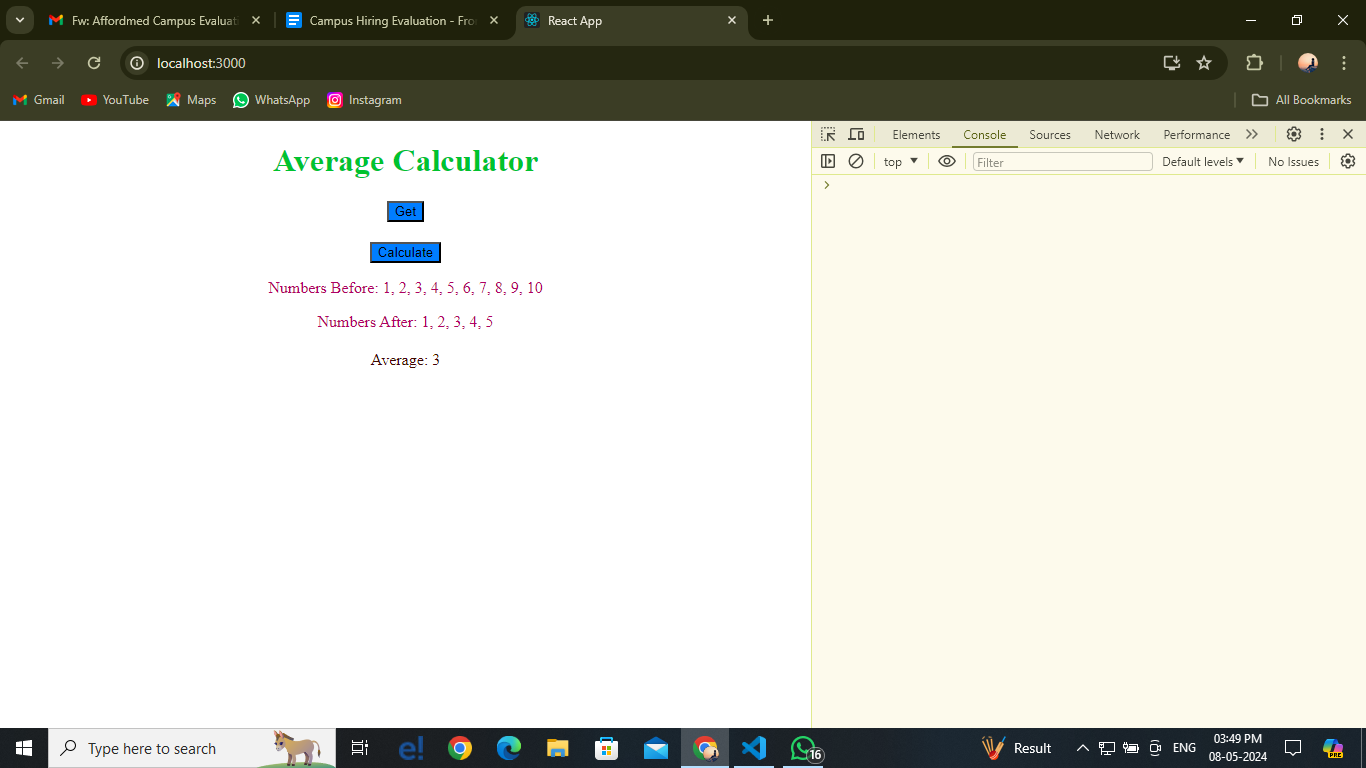 Fw: Affordmed Campus Evaluat
Campus Hiring Evaluation - Fro
React App
localhost:3000
Gmail
YouTube
Maps
WhatsApp
Instagram
All Bookmarks
Elements
Console
Sources
Network
Performance
top
Filter
Default levels
No Issues
Average Calculator
Get
Calculate
Numbers Before: 1, 2, 3, 4, 5, 6, 7, 8, 9, 10
Numbers After: 1, 2, 3, 4, 5
Average: 3
Type here to search
e!
16
Result
ENG
03:49 PM
08-05-2024
PRE